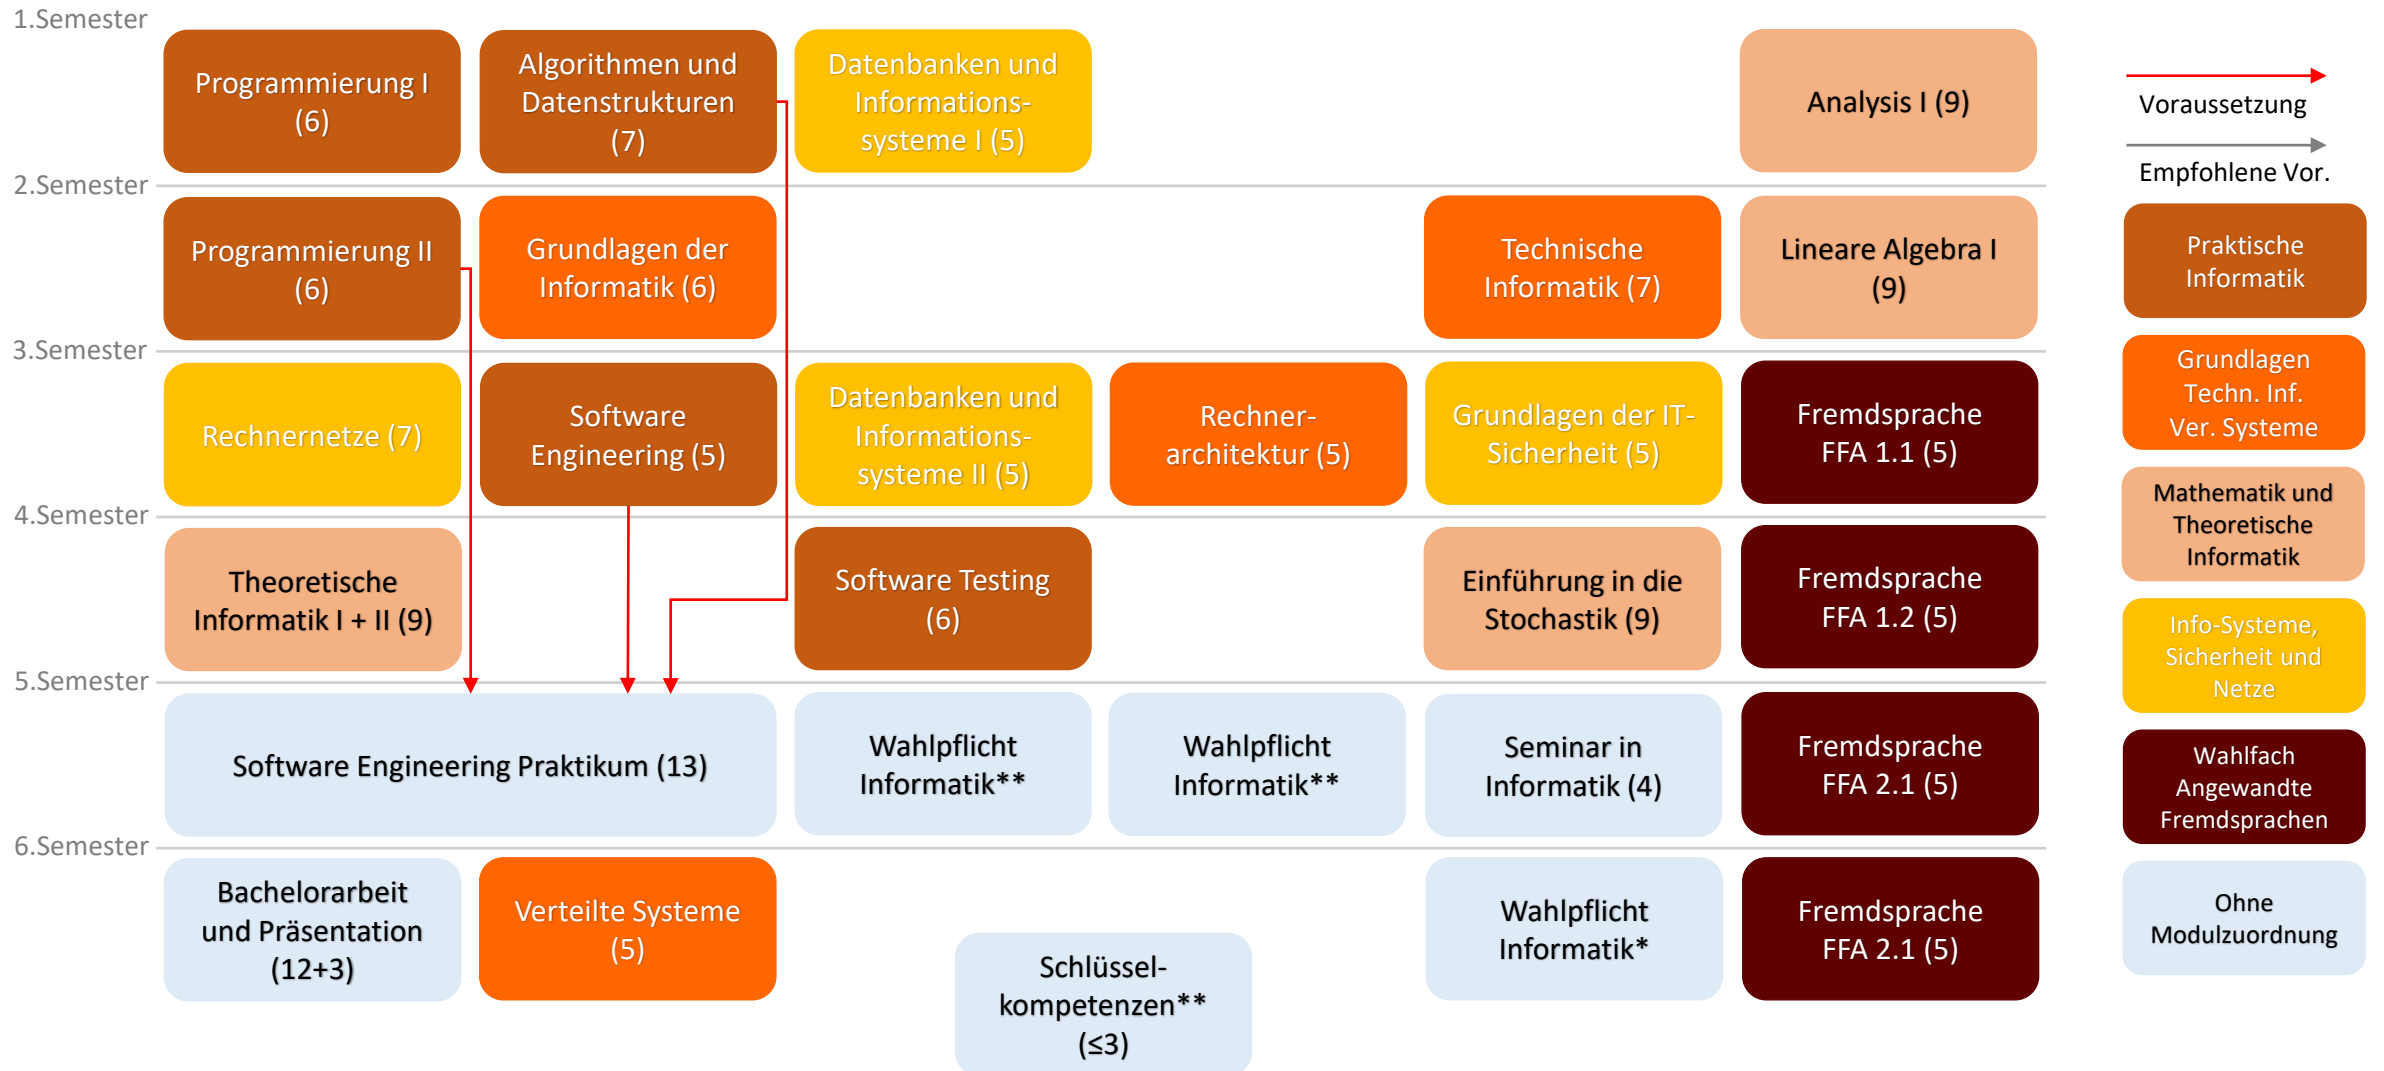 1.Semester
Programmierung I
(6)
Algorithmen und
Datenstrukturen
(7)
Datenbanken und
Informations-
systeme I (5)
Analysis I (9)
2.Semester
Programmierung II
(6)
Grundlagen der
Informatik (6)
Technische
Informatik (7)
Lineare Algebra I
(9)
3.Semester
Rechnernetze (7)
Software
Engineering (5)
Datenbanken und
Informations-
systeme II (5)
Rechner-
architektur (5)
Grundlagen der IT-
Sicherheit (5)
Fremdsprache
FFA 1.1 (5)
4.Semester
Theoretische
Informatik I + II (9)
Software Testing
(6)
Einführung in die
Stochastik (9)
Fremdsprache
FFA 1.2 (5)
5.Semester
Software Engineering Praktikum (13)
Wahlpflicht
Informatik**
Wahlpflicht
Informatik**
Seminar in
Informatik (4)
Fremdsprache
FFA 2.1 (5)
6.Semester
Bachelorarbeit
und Präsentation
(12+3)
Verteilte Systeme
(5)
Schlüssel-
kompetenzen**
(≤3)
Wahlpflicht
Informatik*
Fremdsprache
FFA 2.1 (5)
Voraussetzung
Empfohlene Vor.
Praktische
Informatik
Grundlagen
Techn. Inf.
Ver. Systeme
Mathematik und
Theoretische
Informatik
Info-Systeme,
Sicherheit und
Netze
Wahlfach
Angewandte
Fremdsprachen
Ohne
Modulzuordnung